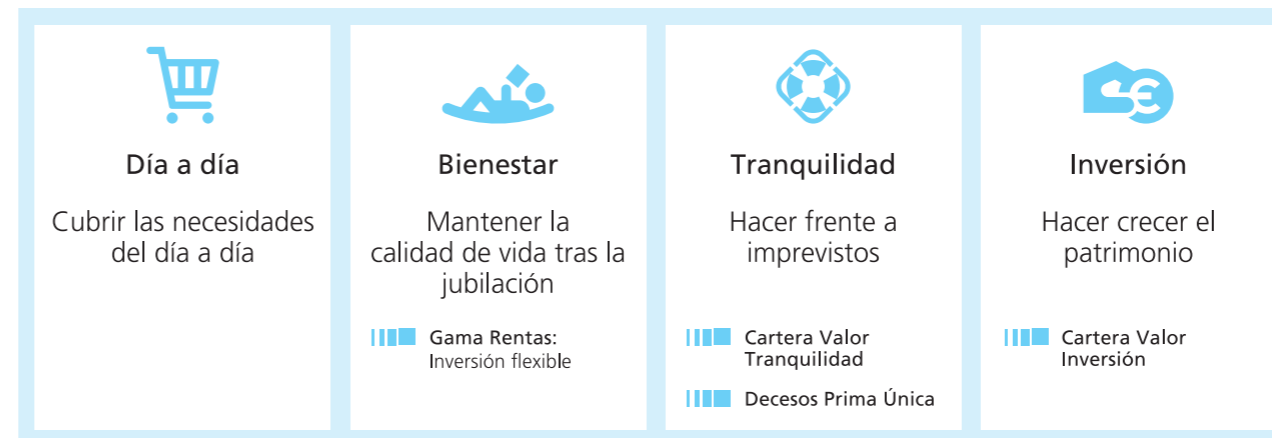 Día a día
Cubrir las necesidades
del día a día
Bienestar
Mantener la
calidad de vida tras la
jubilación
Gama Rentas:
Inversión flexible
Tranquilidad
Hacer frente a
imprevistos
Cartera Valor
Tranquilidad
Decesos Prima Única
Inversión
Hacer crecer el
patrimonio
Cartera Valor
Inversión